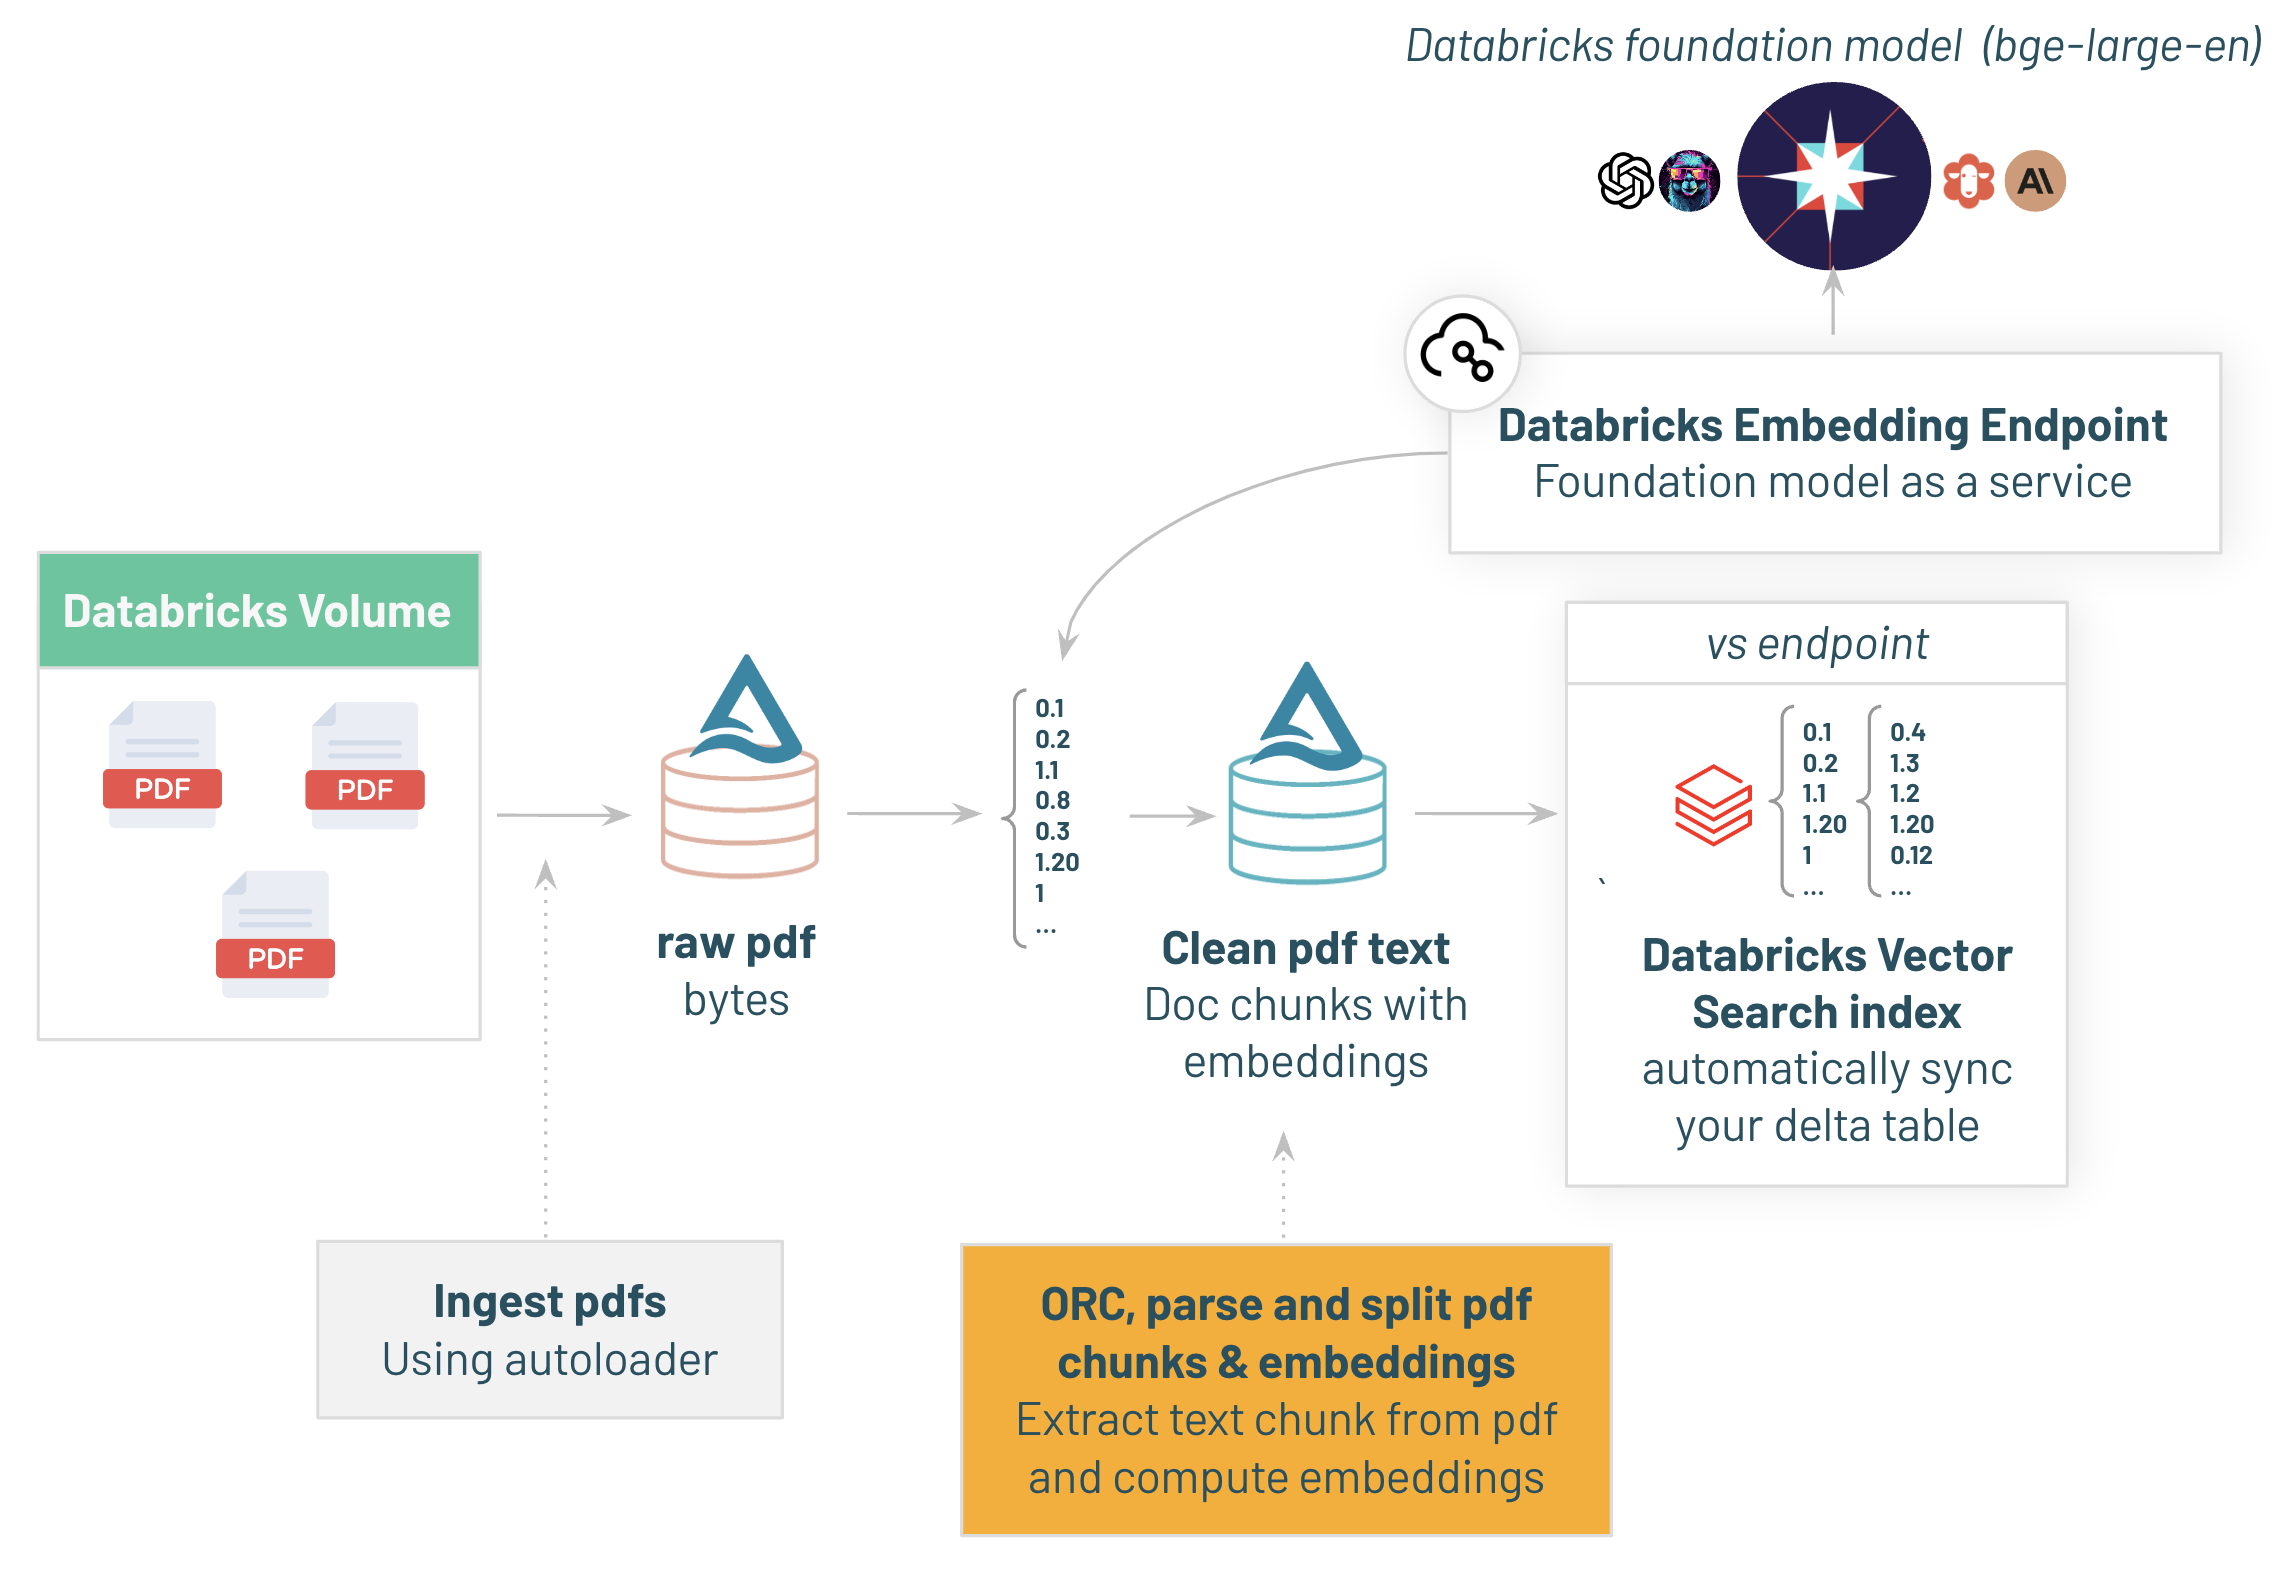 Databricks foundation model (bge-large-en)
A\
Databricks Embedding Endpoint
Foundation model as a service
Databricks Volume
PDF
PDF
PDF
raw pdf
bytes
0.1
0.2
1.1
0.8
0.3
1.20
1
...
Clean pdf text
Doc chunks with
embeddings
vs endpoint
0.1
0.2
1.1
1.20
1
...
0.4
1.3
1.2
1.20
0.12
...
`
Databricks Vector
Search index
automatically sync
your delta table
Ingest pdfs
Using autoloader
ORC, parse and split pdf
chunks & embeddings
Extract text chunk from pdf
and compute embeddings